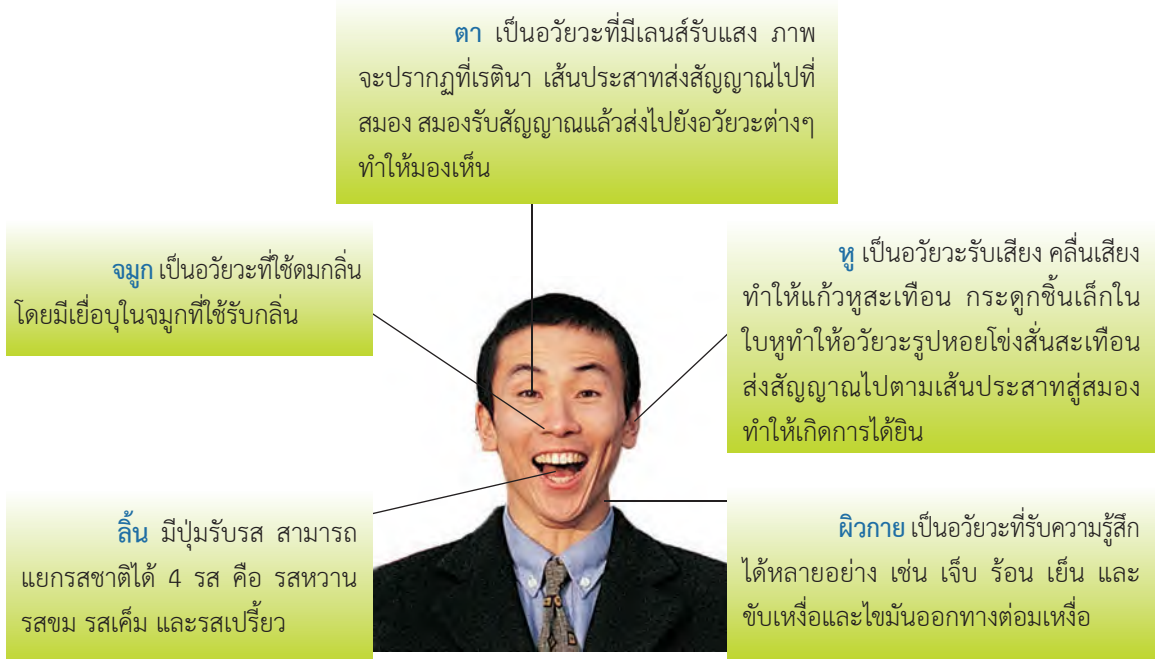 ตา เป็นอวัยวะที่มีเลนส์รับแสง ภาพ
จะปรากฏที่เรตินา เส้นประสาทส่งสัญญาณไปที่
สมอง สมองรับสัญญาณแล้วส่งไปยังอวัยวะต่างๆ
ทำให้มองเห็น
จมูก เป็นอวัยวะที่ใช้ดมกลิ่น
โดยมีเยื่อบุในจมูกที่ใช้รับกลิ่น
หู เป็นอวัยวะรับเสียง คลื่นเสียง
ทำให้แก้วหูสะเทือน กระดูกชิ้นเล็กใน
ใบหูทำให้อวัยวะรูปหอยโข่งสั่นสะเทือน
ส่งสัญญาณไปตามเส้นประสาทสู่สมอง
ทำให้เกิดการได้ยิน
ลิ้น มีปุ่มรับรส สามารถ
แยกรสชาติได้ 4 รส คือ รสหวาน
รสขม รสเค็ม และรสเปรี้ยว
ผิวกาย เป็นอวัยวะที่รับความรู้สึก
ได้หลายอย่าง เช่น เจ็บ ร้อน เย็น และ
ขับเหงื่อและไขมันออกทางต่อมเหงื่อ